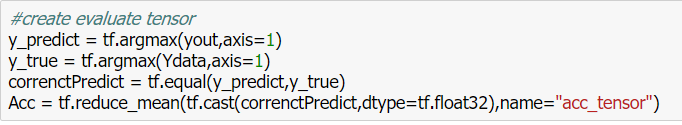 #create evaluate tensor
y_predict = tf.argmax(yout,axis=1)
y_true = tf.argmax(Ydata,axis=1)
correnctPredict = tf.equal(y_predict,y_true)
Acc = tf.reduce_mean(tf.cast(correnctPredict,dtype=tf.float32),name="acc_tensor")